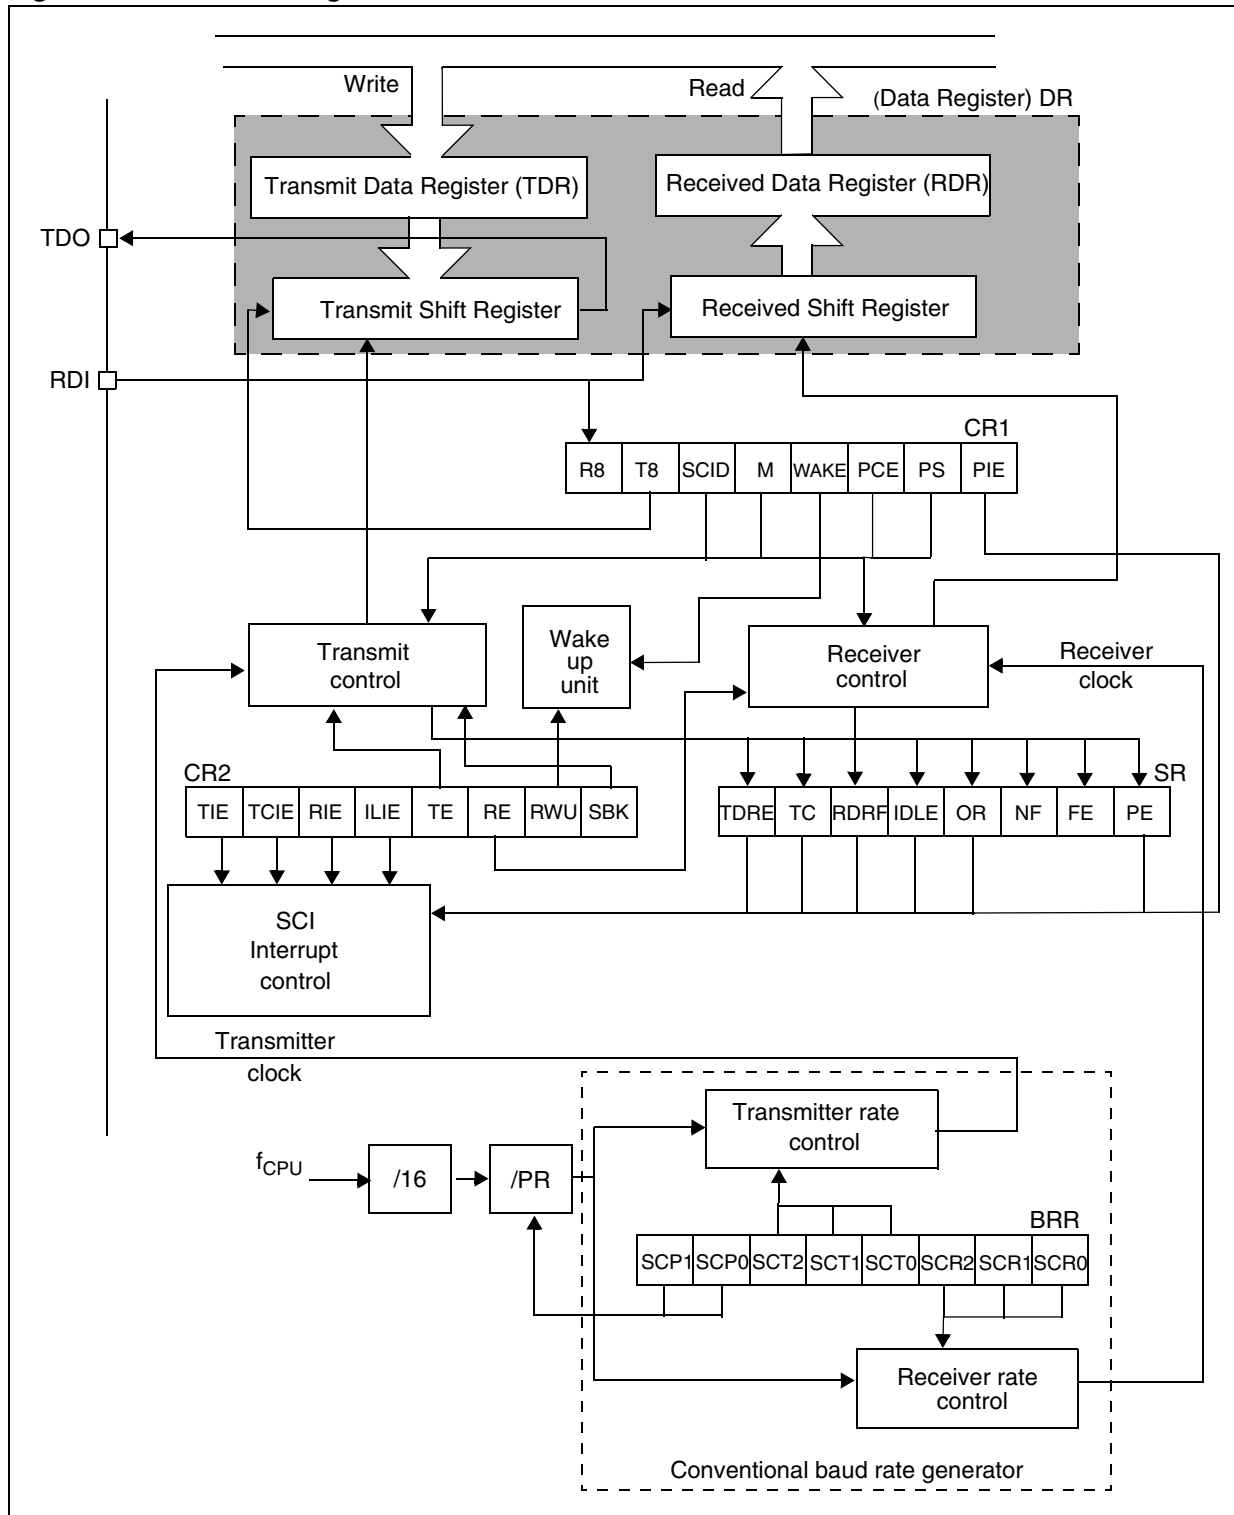 Write
Read
(Data Register) DR
Transmit Data Register (TDR)
Received Data Register (RDR)
TDO
Transmit Shift Register
Received Shift Register
RDI
CR1
R8 T8 SCID M WAKE PCE PS PIE
Transmit
control
Wake
up
unit
Receiver
control
Receiver
clock
CR2
TIE TCIE RIE ILIE TE RE RWU SBK
SR
TDRE TC RDRF IDLE OR NF FE PE
SCI
Interrupt
control
Transmitter
clock
Transmitter rate
control
fCPU
/16
/PR
BRR
SCP1 SCP0 SCT2 SCT1 SCT0 SCR2 SCR1 SCR0
Receiver rate
control
Conventional baud rate generator